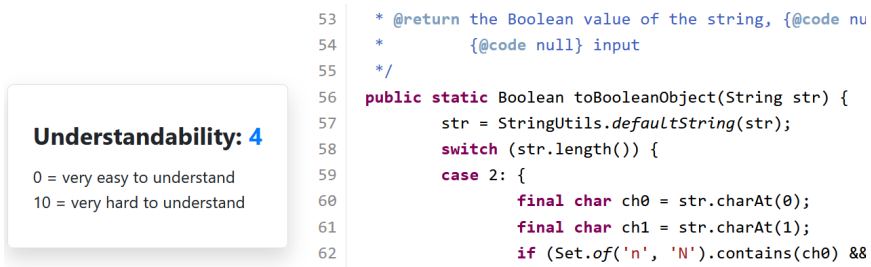 Understandability: 4
0 = very easy to understand
10 = very hard to understand
53 * @return the Boolean value of the string, {@code nu
54 * {@code null} input
55 */
56 public static Boolean toBooleanObject(String str) {
57 str = StringUtils.defaultString(str);
58 switch (str.length()) {
59 case 2: {
60 final char ch0 = str.charAt(0);
61 final char ch1 = str.charAt(1);
62 if (Set.of('n', 'N').contains(ch0) &&